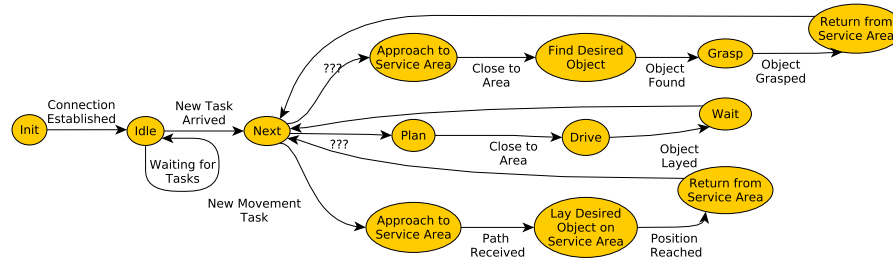 Return from
Service Area
Approach to
Service Area
Find Desired
Object
Grasp
???
Close to
Area
Object
Found
Object
Grasped
Connection
Established
New Task
Arrived
Init
Idle
Next
Plan
Drive
Wait
???
Close to
Area
Object
Layed
Waiting for
Tasks
New Movement
Task
Return from
Service Area
Approach to
Service Area
Lay Desired
Object on
Service Area
Path
Received
Position
Reached